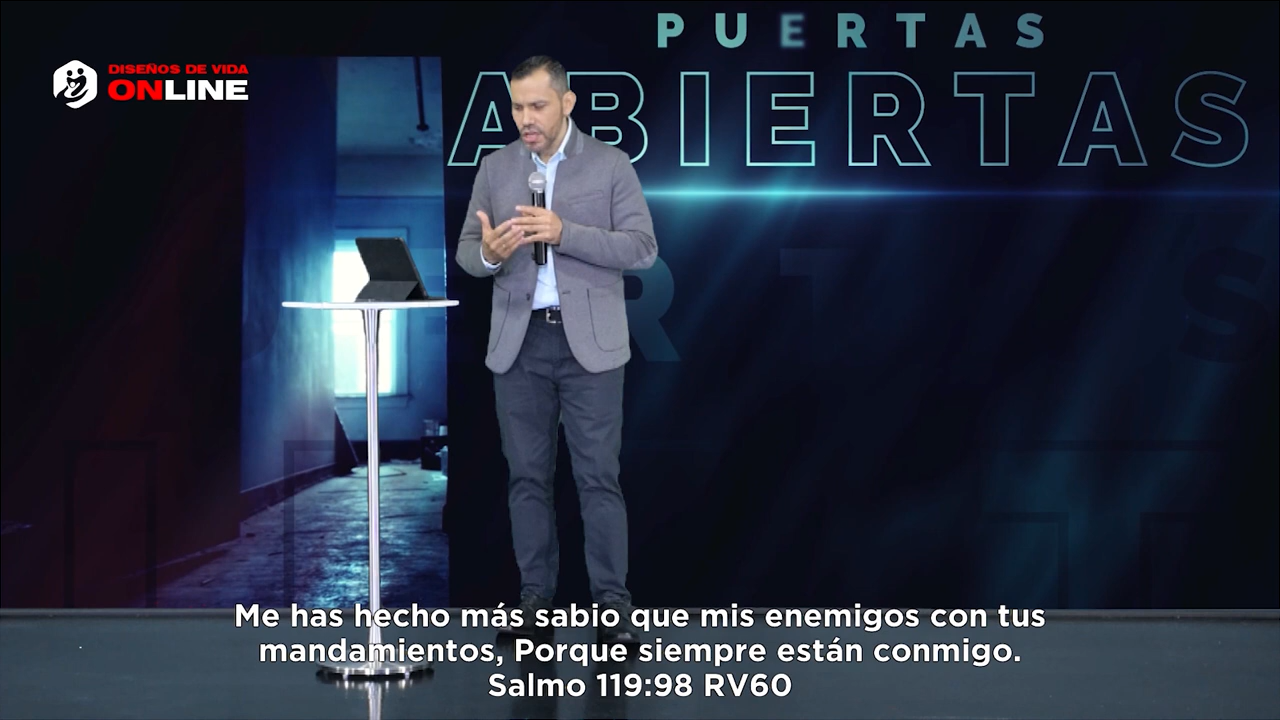 DISEÑOS DE VIDA
ONLINE
PUERTAS
ABIERTAS
Me has hecho más sabio que mis enemigos con tus
mandamientos, Porque siempre están conmigo.
Salmo 119:98 RV60